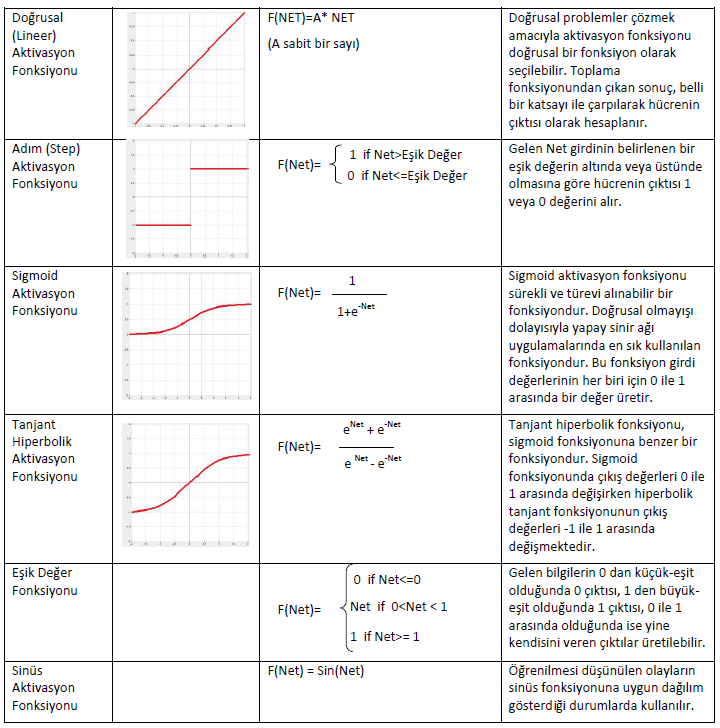 Doğrusal
(Lineer)
Aktivasyon
Fonksiyonu
F(NET)=A* NET
(A sabit bir sayı)
Doğrusal problemler çözmek
amacıyla aktivasyon fonksiyonu
doğrusal bir fonksiyon olarak
seçilebilir. Toplama
fonksiyonundan çıkan sonuç, belli
bir katsayı ile çarpılarak hücrenin
çıktısı olarak hesaplanır.
Adım (Step)
Aktivasyon
Fonksiyonu
F(Net)=
1 if Net>Eşik Değer
0 if Net<=Eşik Değer
Gelen Net girdinin belirlenen bir
eşik değerin altında veya üstünde
olmasına göre hücrenin çıktısı 1
veya 0 değerini alır.
Sigmoid
Aktivasyon
Fonksiyonu
F(Net)=
1
1+e^-Net
Sigmoid aktivasyon fonksiyonu
sürekli ve türevi alınabilir bir
fonksiyondur. Doğrusal olmayışı
dolayısıyla yapay sinir ağı
uygulamalarında en sık kullanılan
fonksiyondur. Bu fonksiyon girdi
değerlerinin her biri için 0 ile 1
arasında bir değer üretir.
Tanjant
Hiperbolik
Aktivasyon
Fonksiyonu
F(Net)=
e^Net + e^-Net
e^Net - e^-Net
Tanjant hiperbolik fonksiyonu,
sigmoid fonksiyonuna benzer bir
fonksiyondur. Sigmoid
fonksiyonunda çıkış değerleri 0 ile
1 arasında değişirken hiperbolik
tanjant fonksiyonunun çıkış
değerleri -1 ile 1 arasında
değişmektedir.
Eşik Değer
Fonksiyonu
F(Net)=
0 if Net<=0
Net if 0<Net < 1
1 if Net>= 1
Gelen bilgilerin 0 dan küçük-eşit
olduğunda 0 çıktısı, 1 den büyük-
eşit olduğunda 1 çıktısı, 0 ile 1
arasında olduğunda ise yine
kendisini veren çıktılar üretilebilir.
Sinüs
Aktivasyon
Fonksiyonu
F(Net) = Sin(Net)
Öğrenilmesi düşünülen olayların
sinüs fonksiyonuna uygun dağılım
gösterdiği durumlarda kullanılır.